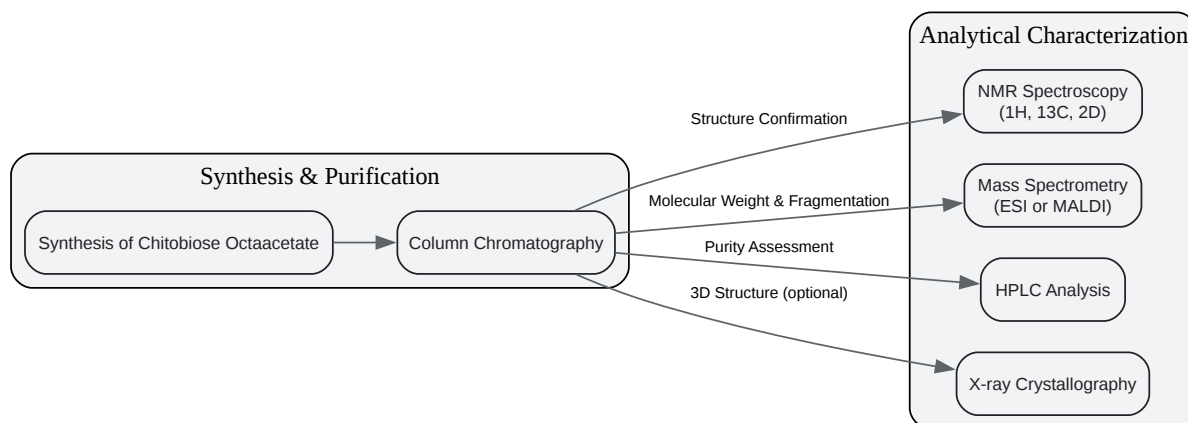 Synthesis & Purification
Synthesis of Chitobiose Octaacetate
Column Chromatography
Structure Confirmation
Molecular Weight & Fragmentation
Purity Assessment
3D Structure (optional)
Analytical Characterization
NMR Spectroscopy
(1H, 13C, 2D)
Mass Spectrometry
(ESI or MALDI)
HPLC Analysis
X-ray Crystallography